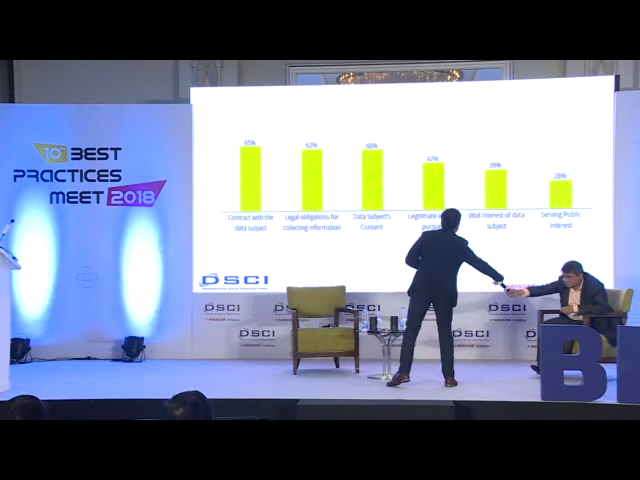 10th BEST
PRACTICES
MEET 2018
65%
62%
60%
47%
39%
28%
Contract with the
data subject
Legal obligations for
collecting information
Data Subject's
Consent
Legitimate
Vital interest of data
subject
Serving Public
Interest
DSCI
DSCI
DSCI
DSCI
DSCI
DSCI
B